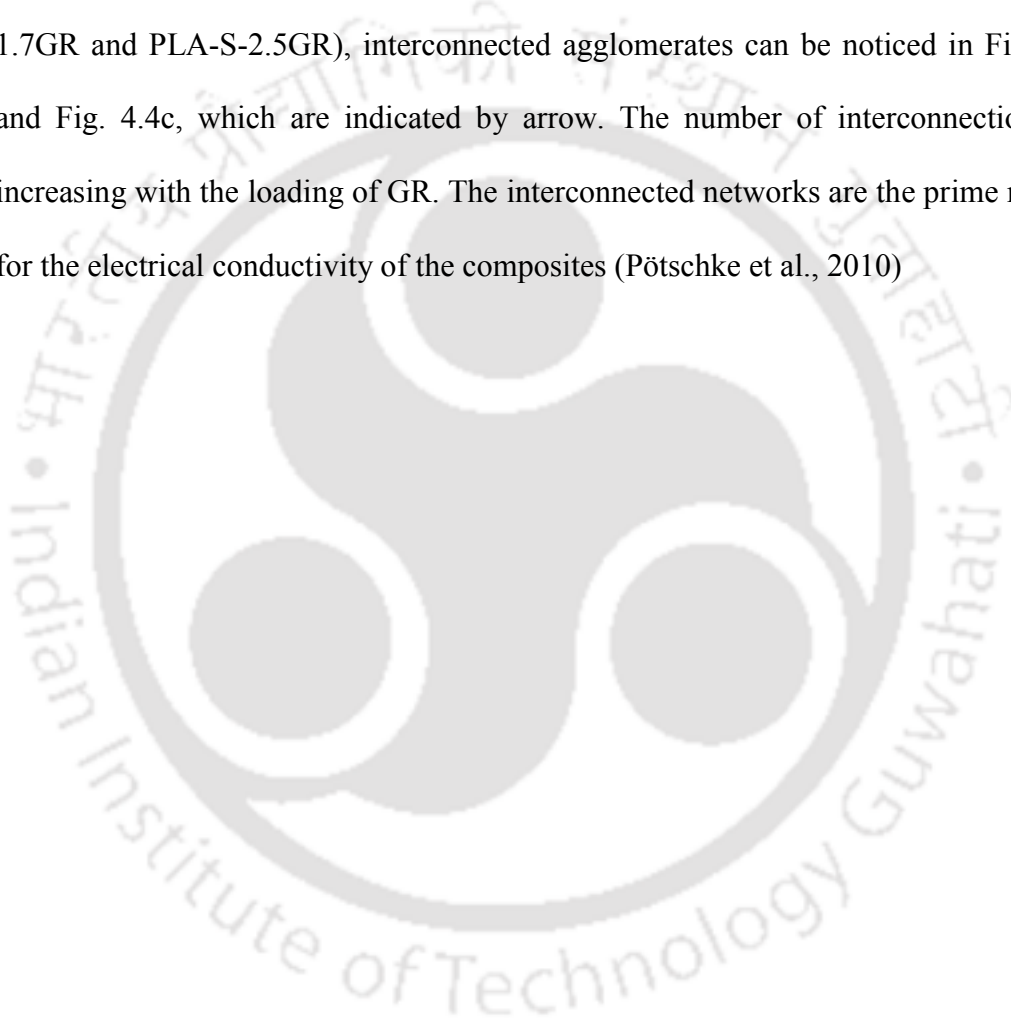 1.7GR and PLA-S-2.5GR), interconnected agglomerates can be noticed in Fi
and Fig. 4.4c, which are indicated by arrow. The number of interconnectio
increasing with the loading of GR. The interconnected networks are the prime
for the electrical conductivity of the composites (Pötschke et al., 2010)
Indian Institute of Technology Guwahati